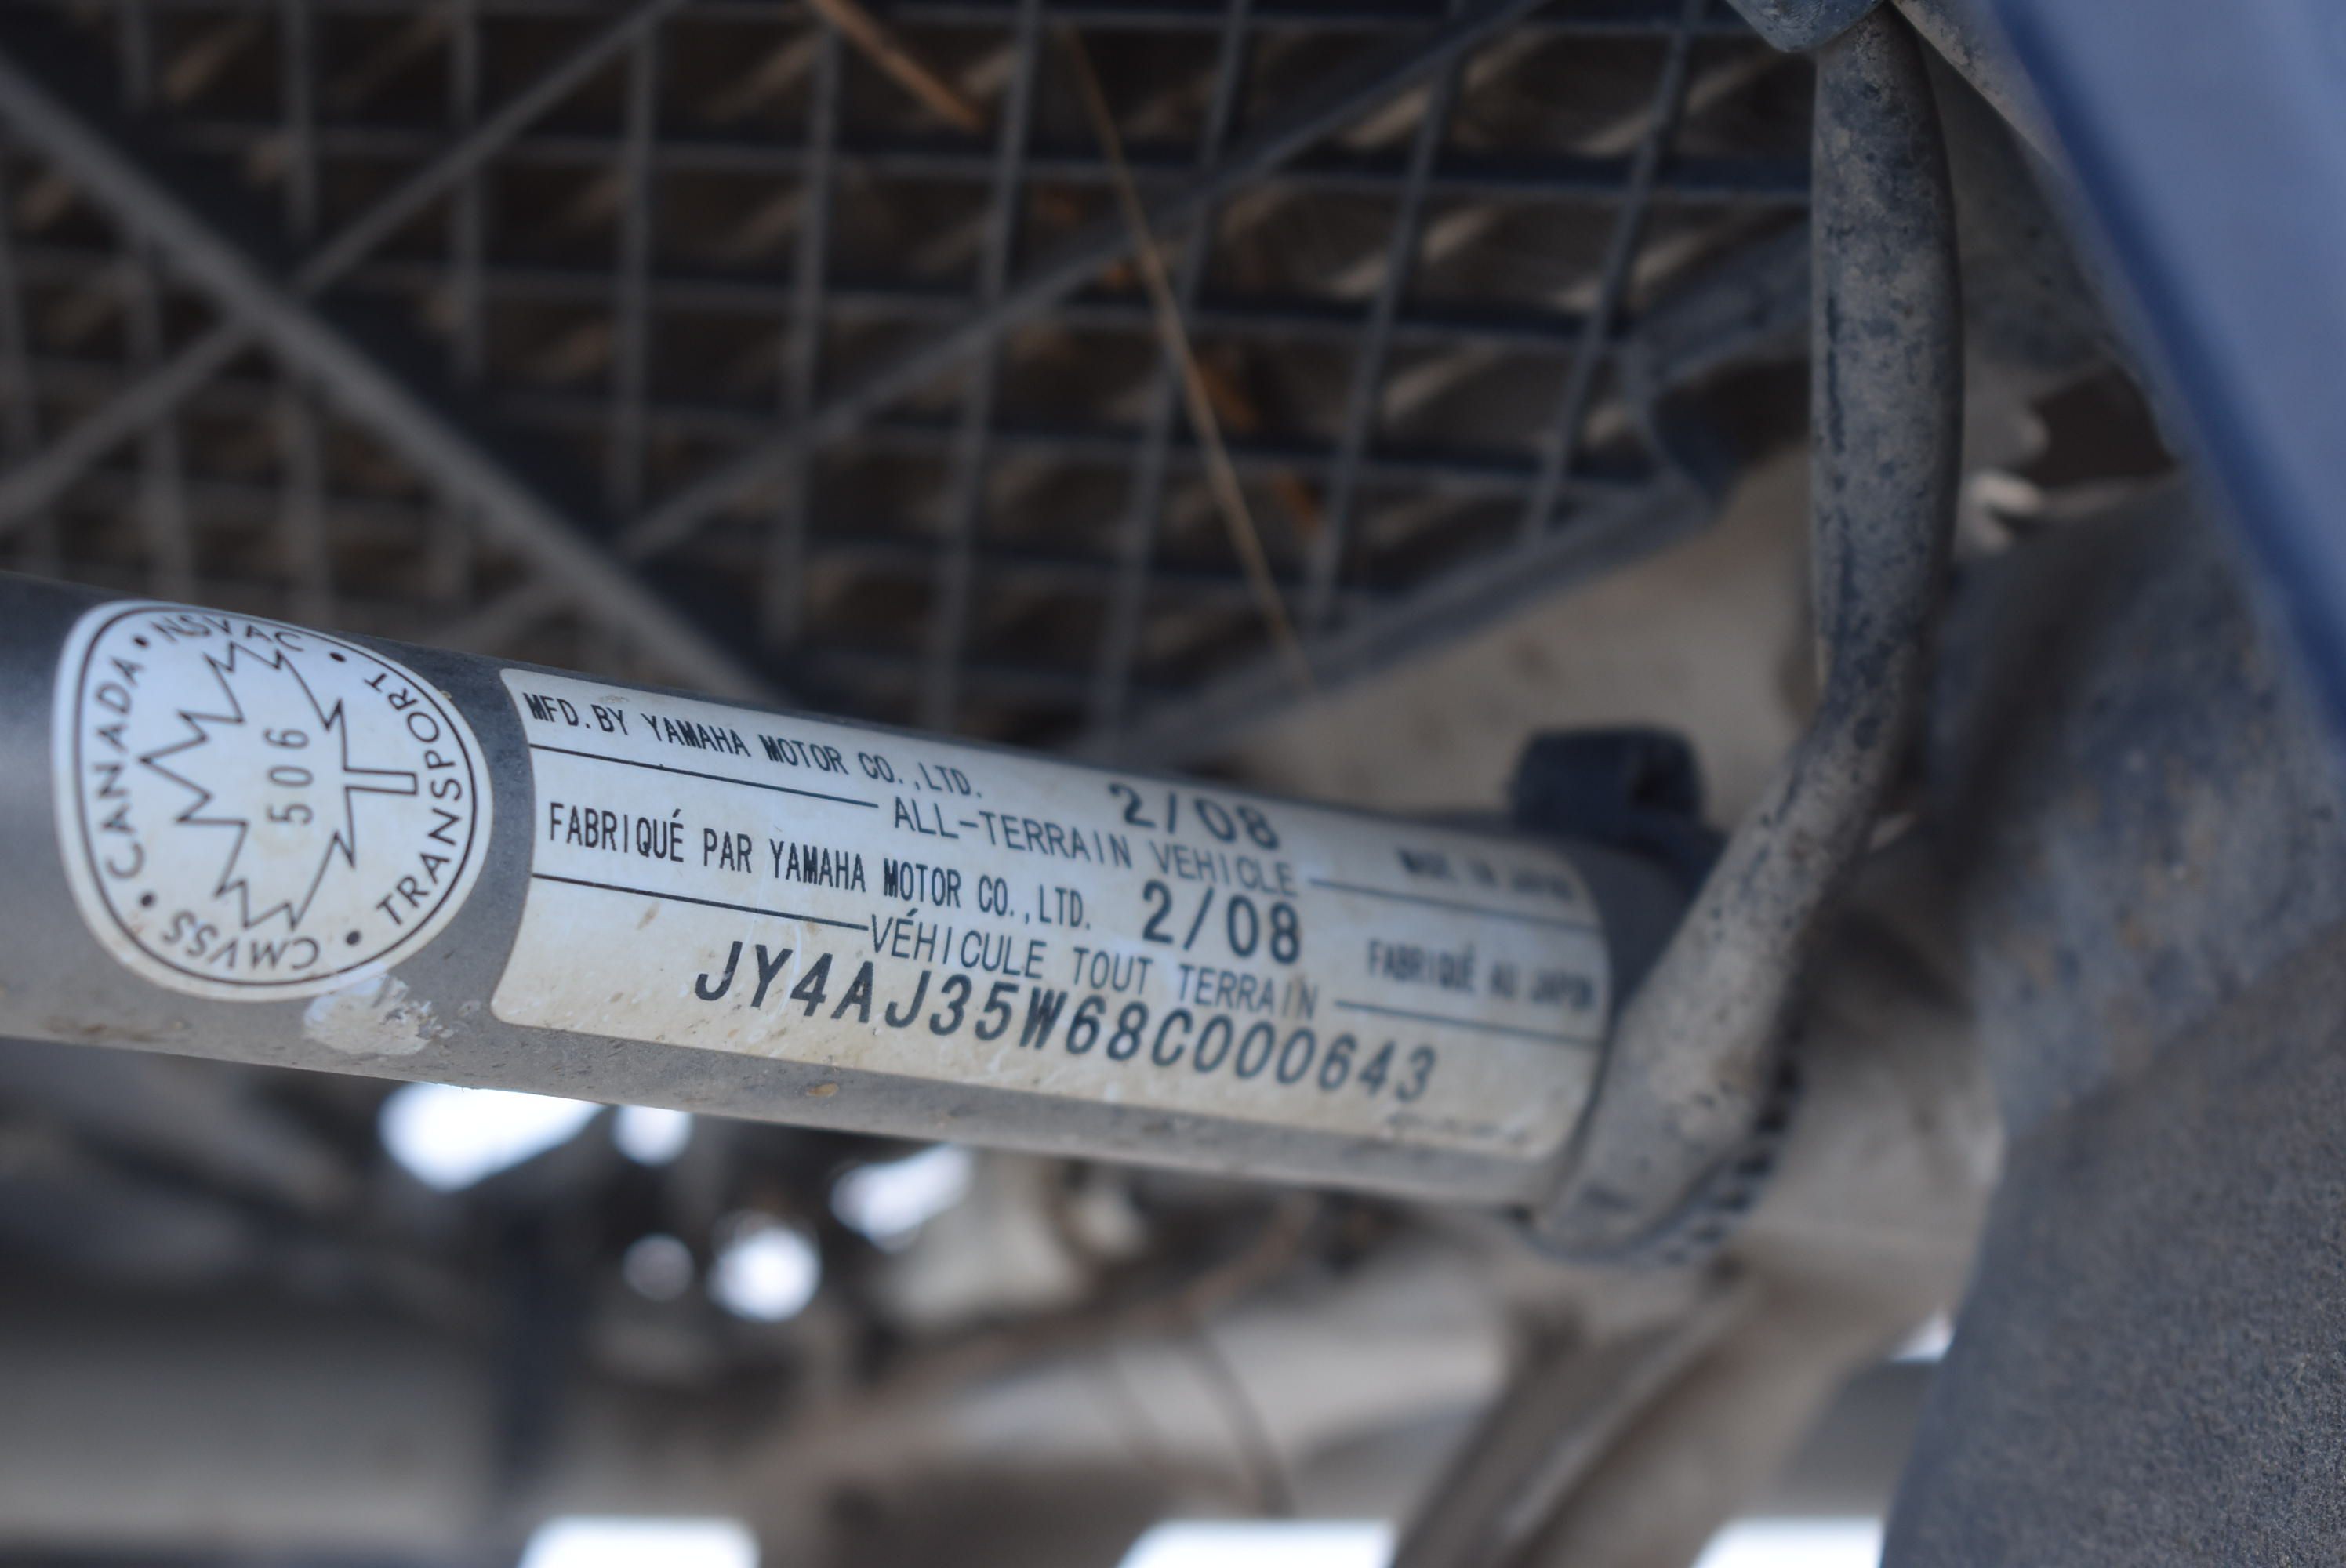 CANADA • NSVAC • TRANSPORT • CMVSS •
506
MFD. BY YAMAHA MOTOR CO., LTD. 2/08 MADE IN JAPAN
ALL-TERRAIN VEHICLE
FABRIQUÉ PAR YAMAHA MOTOR CO., LTD. 2/08 FABRIQUÉ AU JAPON
VÉHICULE TOUT TERRAIN
JY4AJ35W68C000643